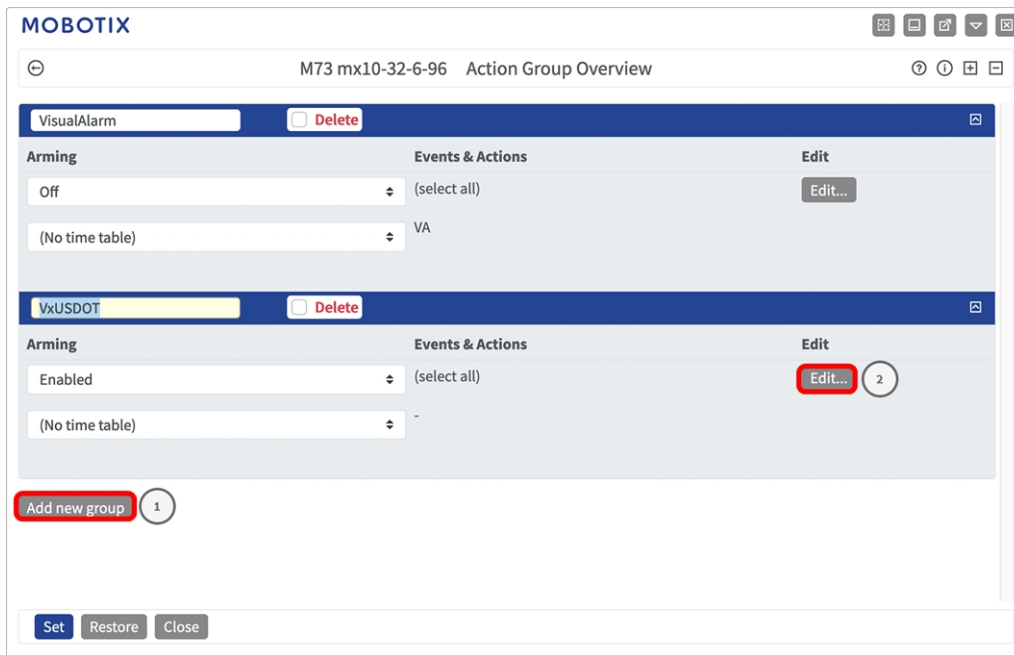 MOBOTIX
M73 mx10-32-6-96 Action Group Overview
VisualAlarm Delete
Arming Events & Actions Edit
Off (select all) Edit...
(No time table) VA
VxUSDOT Delete
Arming Events & Actions Edit
Enabled (select all) Edit... 2
(No time table) -
Add new group 1
Set Restore Close